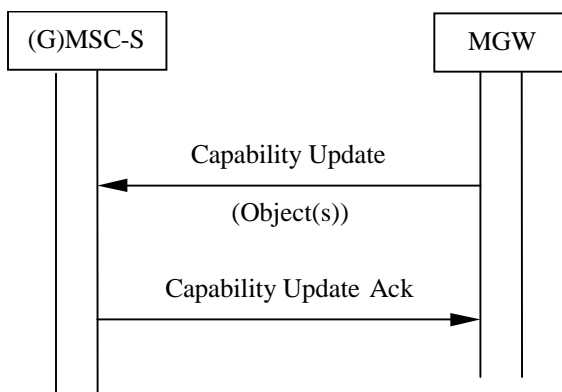 (G)MSC-S
MGW
Capability Update
(Object(s))
Capability Update Ack